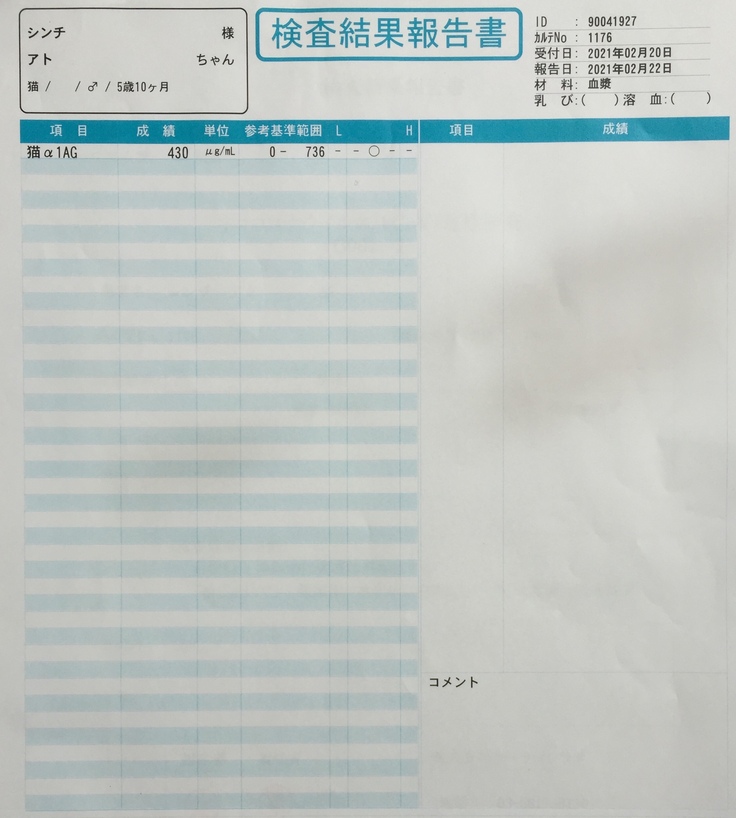 シンチ 様
アト ちゃん
猫 / / ♂ / 5歳10ヶ月
検査結果報告書
ID : 90041927
ｶﾙﾃNo : 1176
受付日: 2021年02月20日
報告日: 2021年02月22日
材 料: 血漿
乳 び:( ) 溶 血:( )
項 目 成 績 単位 参考基準範囲 L H 項目 成績
猫α1AG 430 μg/mL 0 - 736 - - ○ - -
コメント